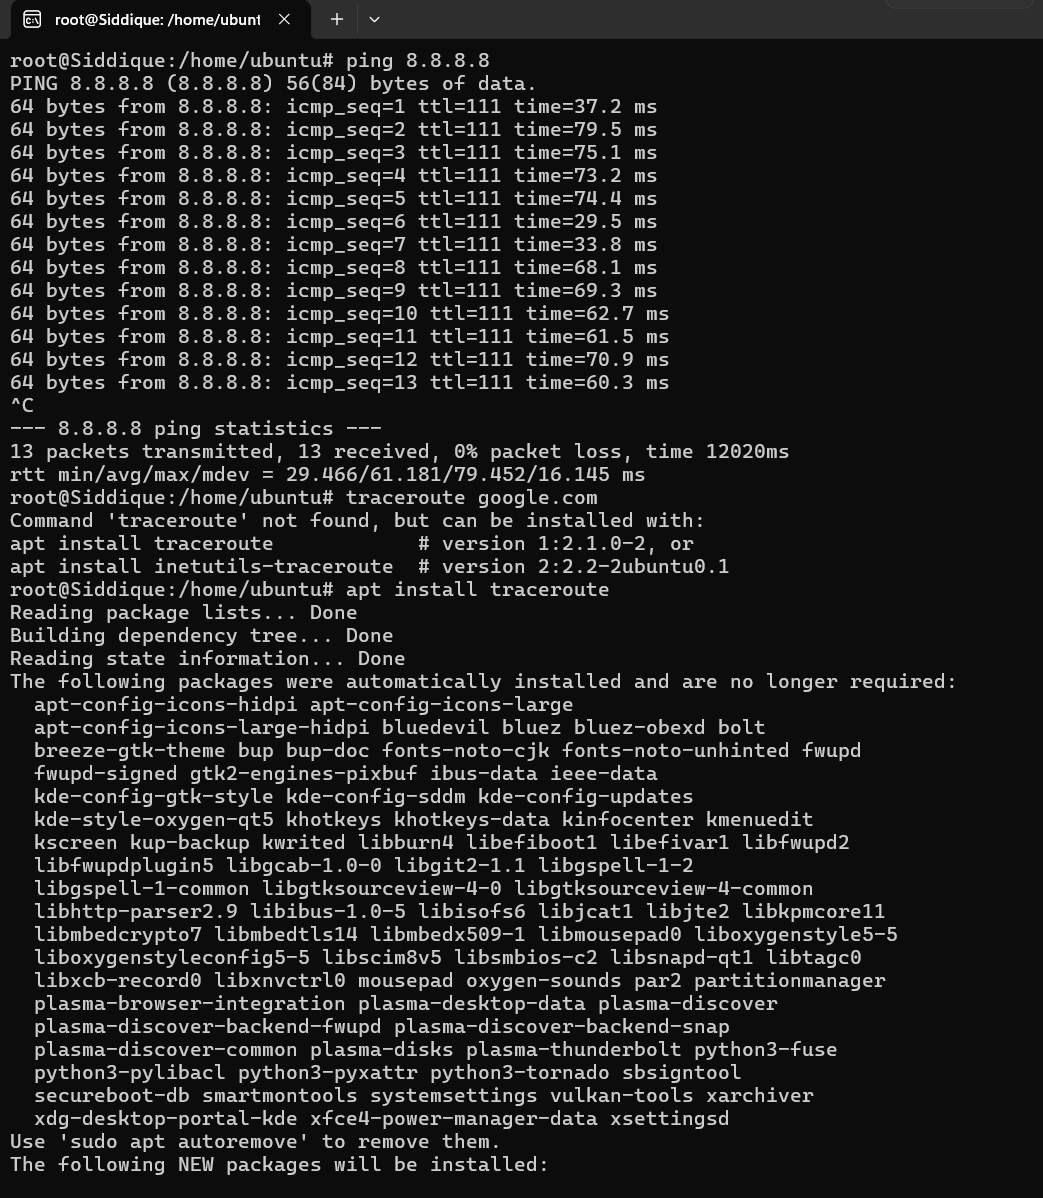 root@Siddique: /home/ubunt
root@Siddique:/home/ubuntu# ping 8.8.8.8
PING 8.8.8.8 (8.8.8.8) 56(84) bytes of data.
64 bytes from 8.8.8.8: icmp_seq=1 ttl=111 time=37.2 ms
64 bytes from 8.8.8.8: icmp_seq=2 ttl=111 time=79.5 ms
64 bytes from 8.8.8.8: icmp_seq=3 ttl=111 time=75.1 ms
64 bytes from 8.8.8.8: icmp_seq=4 ttl=111 time=73.2 ms
64 bytes from 8.8.8.8: icmp_seq=5 ttl=111 time=74.4 ms
64 bytes from 8.8.8.8: icmp_seq=6 ttl=111 time=29.5 ms
64 bytes from 8.8.8.8: icmp_seq=7 ttl=111 time=33.8 ms
64 bytes from 8.8.8.8: icmp_seq=8 ttl=111 time=68.1 ms
64 bytes from 8.8.8.8: icmp_seq=9 ttl=111 time=69.3 ms
64 bytes from 8.8.8.8: icmp_seq=10 ttl=111 time=62.7 ms
64 bytes from 8.8.8.8: icmp_seq=11 ttl=111 time=61.5 ms
64 bytes from 8.8.8.8: icmp_seq=12 ttl=111 time=70.9 ms
64 bytes from 8.8.8.8: icmp_seq=13 ttl=111 time=60.3 ms
^C
--- 8.8.8.8 ping statistics ---
13 packets transmitted, 13 received, 0% packet loss, time 12020ms
rtt min/avg/max/mdev = 29.466/61.181/79.452/16.145 ms
root@Siddique:/home/ubuntu# traceroute google.com
Command 'traceroute' not found, but can be installed with:
apt install traceroute            # version 1:2.1.0-2, or
apt install inetutils-traceroute  # version 2:2.2-2ubuntu0.1
root@Siddique:/home/ubuntu# apt install traceroute
Reading package lists... Done
Building dependency tree... Done
Reading state information... Done
The following packages were automatically installed and are no longer required:
  apt-config-icons-hidpi apt-config-icons-large
  apt-config-icons-large-hidpi bluedevil bluez bluez-obexd bolt
  breeze-gtk-theme bup bup-doc fonts-noto-cjk fonts-noto-unhinted fwupd
  fwupd-signed gtk2-engines-pixbuf ibus-data ieee-data
  kde-config-gtk-style kde-config-sddm kde-config-updates
  kde-style-oxygen-qt5 khotkeys khotkeys-data kinfocenter kmenuedit
  kscreen kup-backup kwrited libburn4 libefiboot1 libefivar1 libfwupd2
  libfwupdplugin5 libgcab-1.0-0 libgit2-1.1 libgspell-1-2
  libgspell-1-common libgtksourceview-4-0 libgtksourceview-4-common
  libhttp-parser2.9 libibus-1.0-5 libisofs6 libjcat1 libjte2 libkpmcore11
  libmbedcrypto7 libmbedtls14 libmbedx509-1 libmousepad0 liboxygenstyle5-5
  liboxygenstyleconfig5-5 libscim8v5 libsmbios-c2 libsnapd-qt1 libtagc0
  libxcb-record0 libxnvctrl0 mousepad oxygen-sounds par2 partitionmanager
  plasma-browser-integration plasma-desktop-data plasma-discover
  plasma-discover-backend-fwupd plasma-discover-backend-snap
  plasma-discover-common plasma-disks plasma-thunderbolt python3-fuse
  python3-pylibacl python3-pyxattr python3-tornado sbsigntool
  secureboot-db smartmontools systemsettings vulkan-tools xarchiver
  xdg-desktop-portal-kde xfce4-power-manager-data xsettingsd
Use 'sudo apt autoremove' to remove them.
The following NEW packages will be installed: